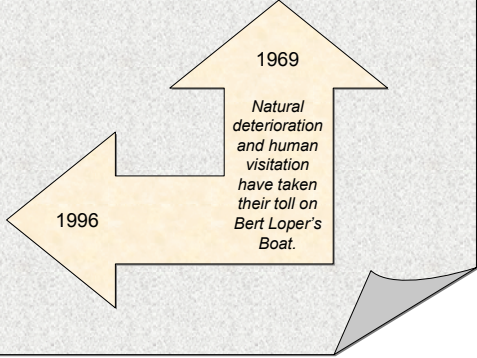 1969
Natural
deterioration
and human
visitation
have taken
their toll on
Bert Loper's
Boat.
1996